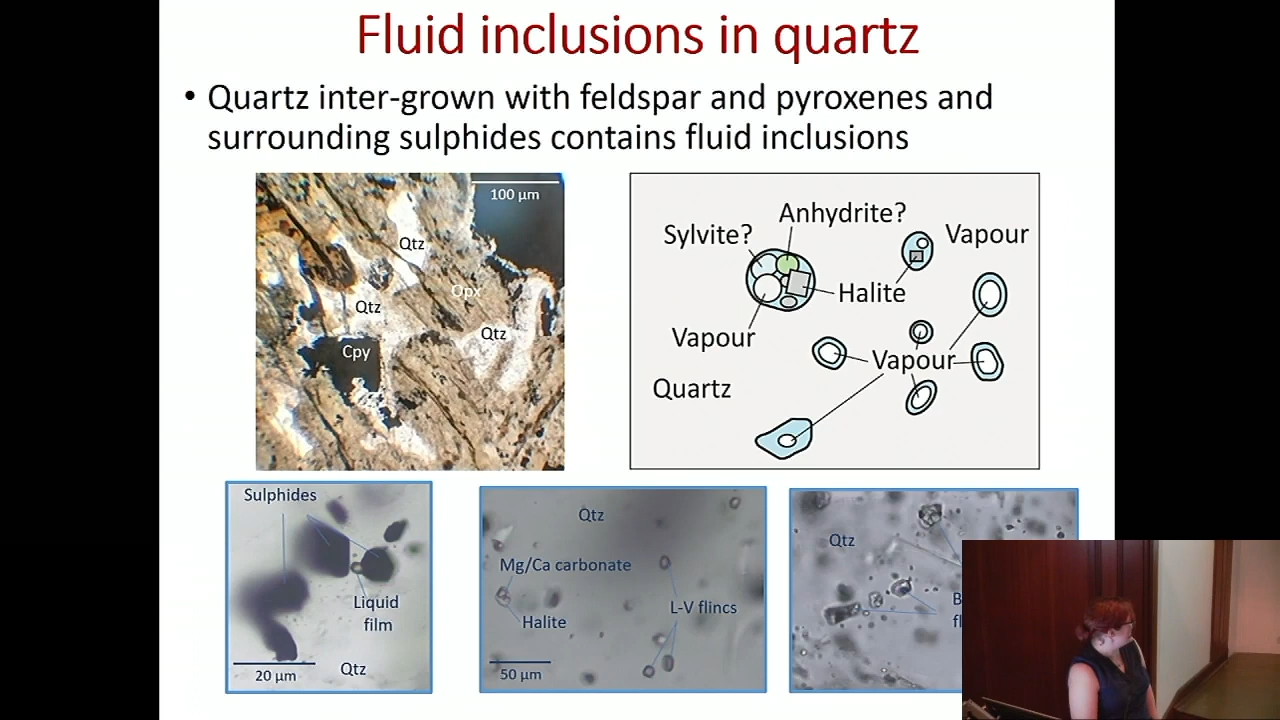 Fluid inclusions in quartz
• Quartz inter-grown with feldspar and pyroxenes and
surrounding sulphides contains fluid inclusions
100 µm
Qtz
Opx
Qtz
Qtz
Cpy
Anhydrite?
Sylvite?
Vapour
Halite
Vapour
Vapour
Quartz
Sulphides
Liquid
film
20 µm
Qtz
Qtz
Mg/Ca carbonate
L-V flincs
Halite
50 µm
Qtz